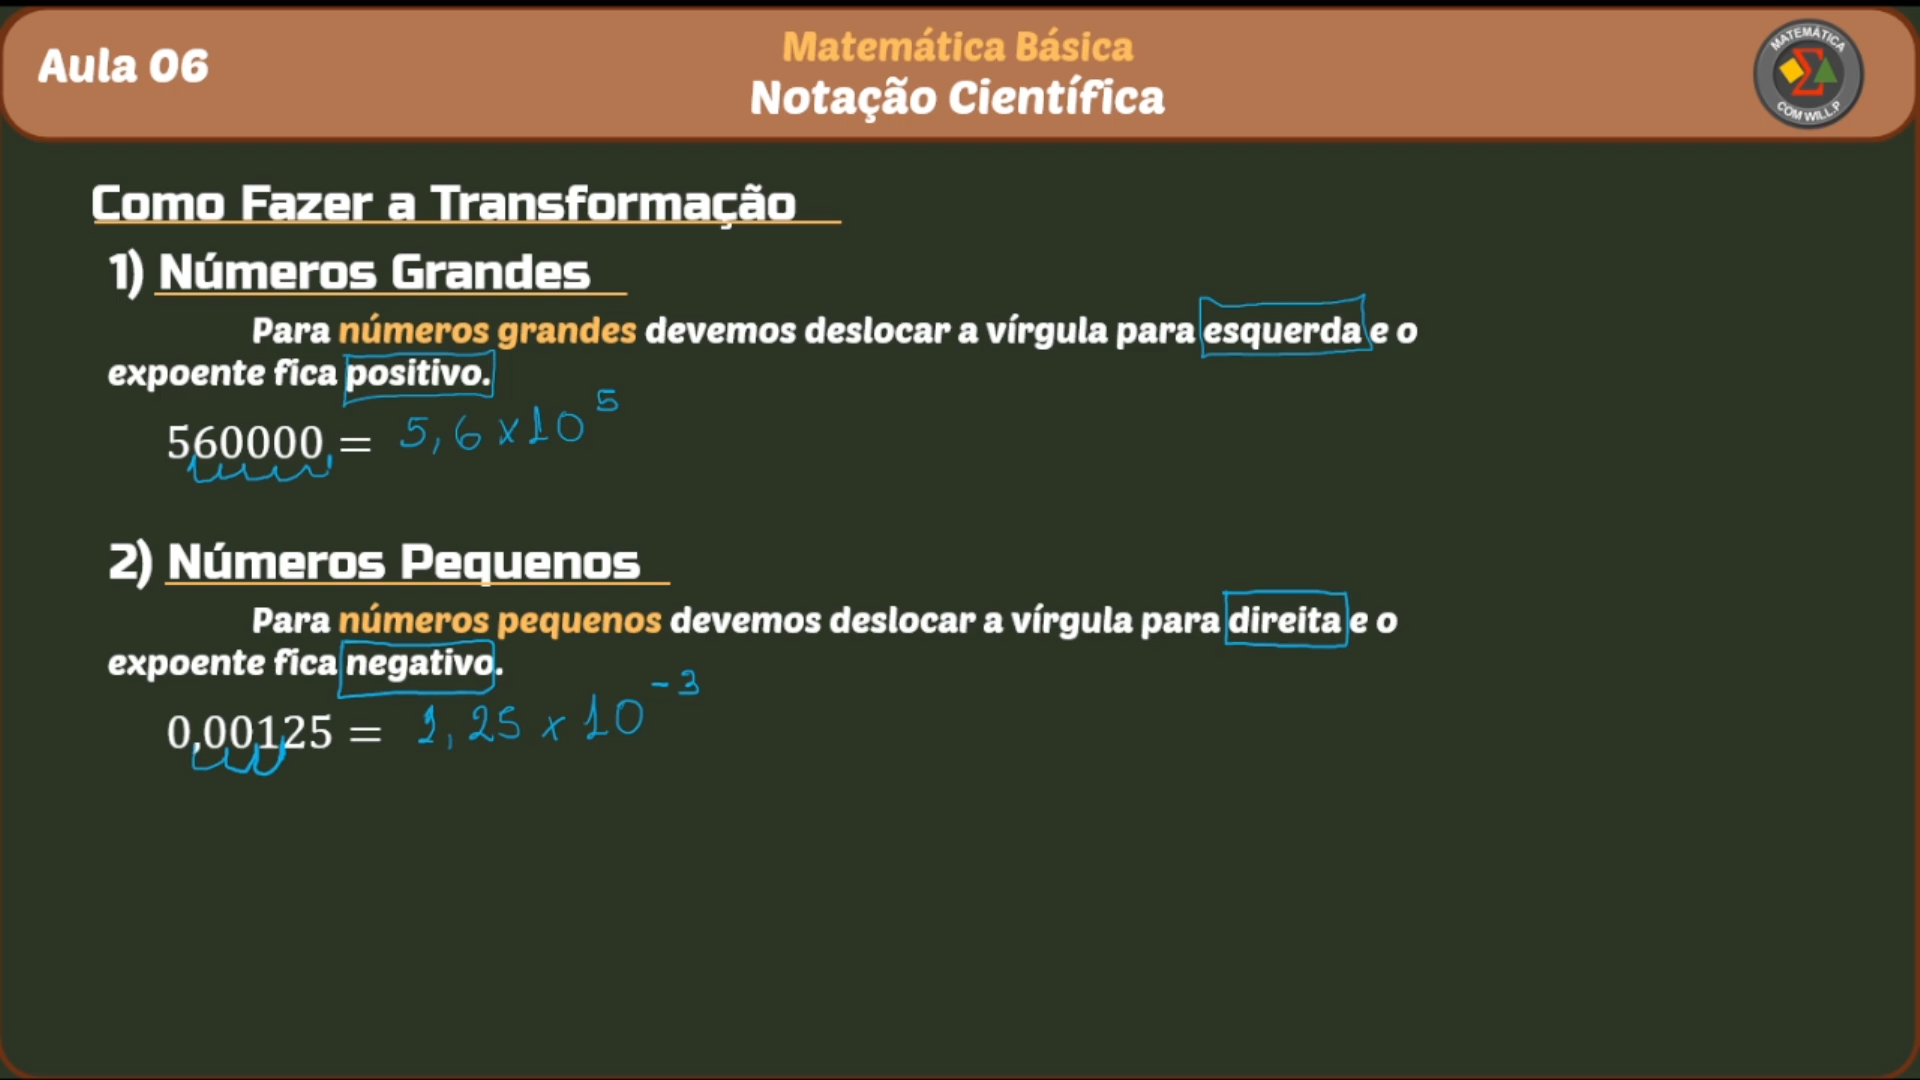 Aula 06
Matemática Básica
Notação Científica
MATEMÁTICA
COM WILL.P
Como Fazer a Transformação
1) Números Grandes
Para números grandes devemos deslocar a vírgula para esquerda e o
expoente fica positivo.
560000, = 5,6 x 10⁵
2) Números Pequenos
Para números pequenos devemos deslocar a vírgula para direita e o
expoente fica negativo.
0,00125 = 1,25 x 10⁻³